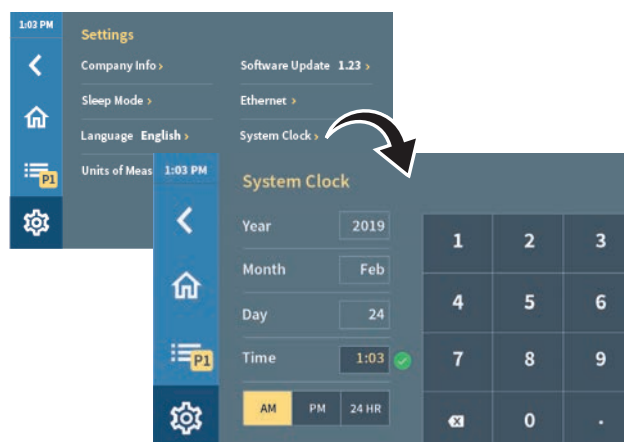 1:03 PM
Settings
Company Info ›
Software Update 1.23 ›
Sleep Mode ›
Ethernet ›
Language English ›
System Clock ›
P1
Units of Meas
1:03 PM
System Clock
Year 2019
Month Feb
Day 24
Time 1:03
AM PM 24 HR
P1
1 2 3
4 5 6
7 8 9
0 .